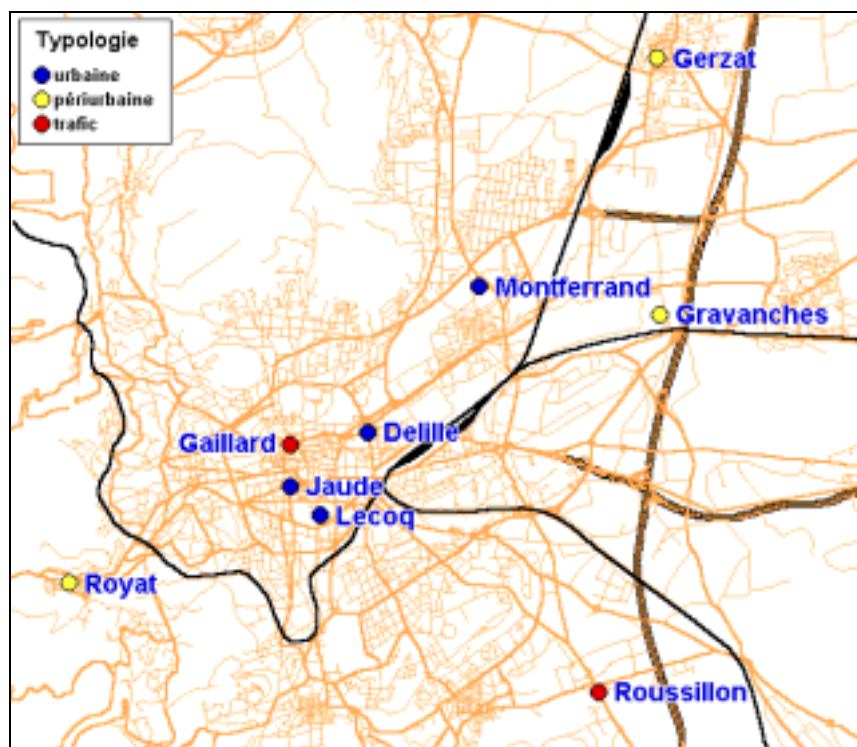 Typologie
urbaine
périurbaine
trafic
Gerzat
Montferrand
Gravanches
Delille
Gaillard
Jaude
Lecoq
Royat
Roussillon